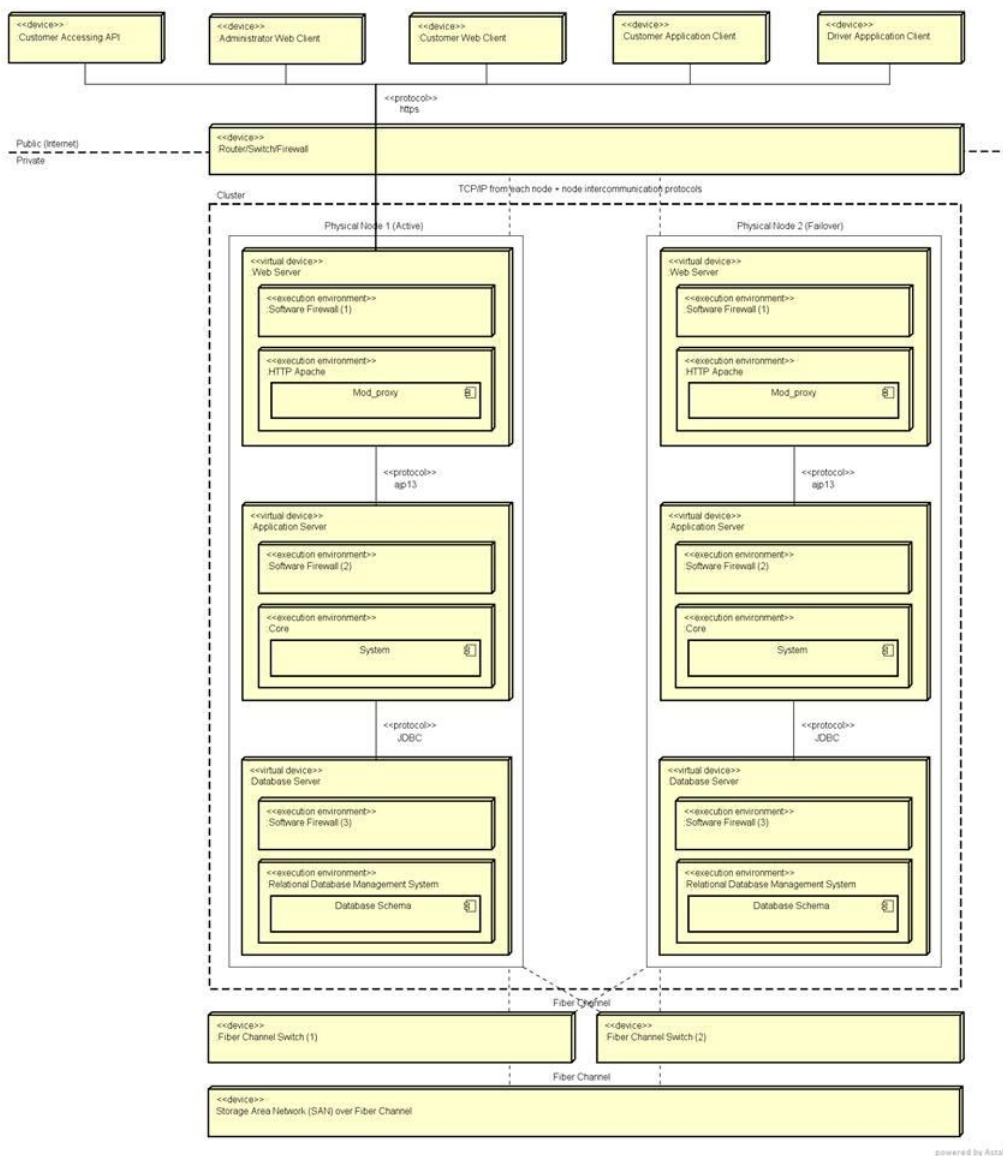 <<device>>
:Customer Accessing API
<<device>>
:Administrator Web Client
<<device>>
:Customer Web Client
<<device>>
:Customer Application Client
<<device>>
:Driver Appplication Client
<<protocol>>
https
<<device>>
:Router/Switch/Firewall
Public (Internet)
Private
TCP/IP from each node + node intercommunication protocols
Cluster
Physical Node 1 (Active)
<<virtual device>>
:Web Server
<<execution environment>>
:Software Firewall (1)
<<execution environment>>
:HTTP Apache
Mod_proxy
<<protocol>>
ajp13
<<virtual device>>
:Application Server
<<execution environment>>
:Software Firewall (2)
<<execution environment>>
:Core
System
<<protocol>>
JDBC
<<virtual device>>
:Database Server
<<execution environment>>
:Software Firewall (3)
<<execution environment>>
:Relational Database Management System
Database Schema
Physical Node 2 (Failover)
<<virtual device>>
:Web Server
<<execution environment>>
:Software Firewall (1)
<<execution environment>>
:HTTP Apache
Mod_proxy
<<protocol>>
ajp13
<<virtual device>>
:Application Server
<<execution environment>>
:Software Firewall (2)
<<execution environment>>
:Core
System
<<protocol>>
JDBC
<<virtual device>>
:Database Server
<<execution environment>>
:Software Firewall (3)
<<execution environment>>
:Relational Database Management System
Database Schema
Fiber Channel
<<device>>
:Fiber Channel Switch (1)
<<device>>
:Fiber Channel Switch (2)
Fiber Channel
<<device>>
Storage Area Network (SAN) over Fiber Channel
powered by Asta